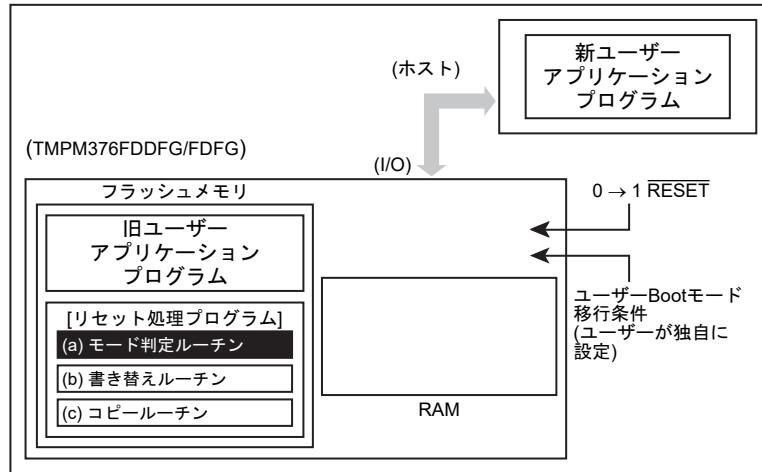 新ユーザー
アプリケーション
プログラム
(ホスト)
(TMPM376FDDFG/FDFG)
(I/O)
フラッシュメモリ
旧ユーザー
アプリケーション
プログラム
[リセット処理プログラム]
(a) モード判定ルーチン
(b) 書き替えルーチン
(c) コピールーチン
RAM
0 → 1 RESET
ユーザーBootモード
移行条件
(ユーザーが独自に
設定)